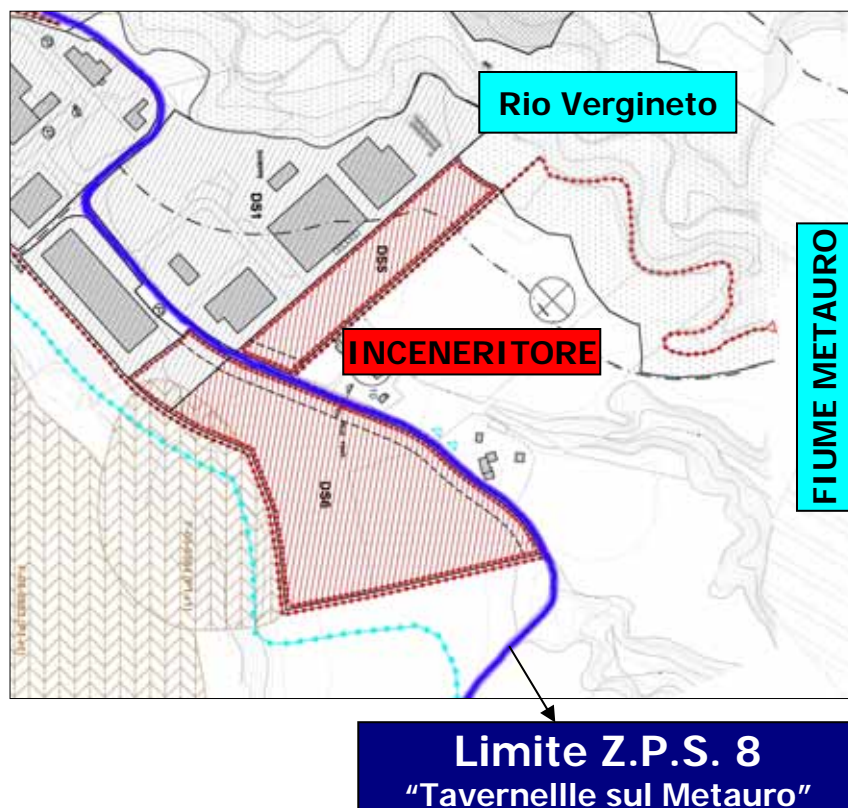 Rio Vergineto
FIUME METAURO
INCENERITORE
DS1
DS5
DS6
Limite Z.P.S. 8
“Tavernellle sul Metauro”